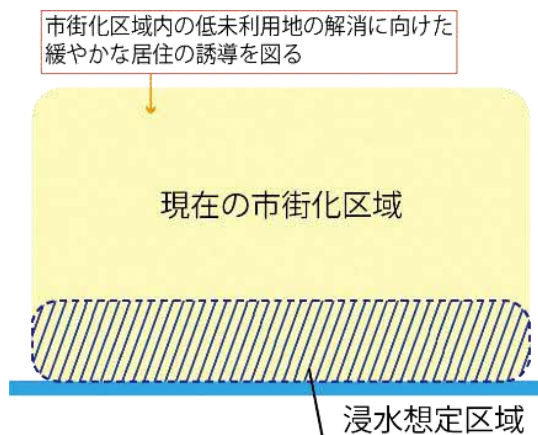 市街化区域内の低未利用地の解消に向けた
緩やかな居住の誘導を図る
現在の市街化区域
浸水想定区域